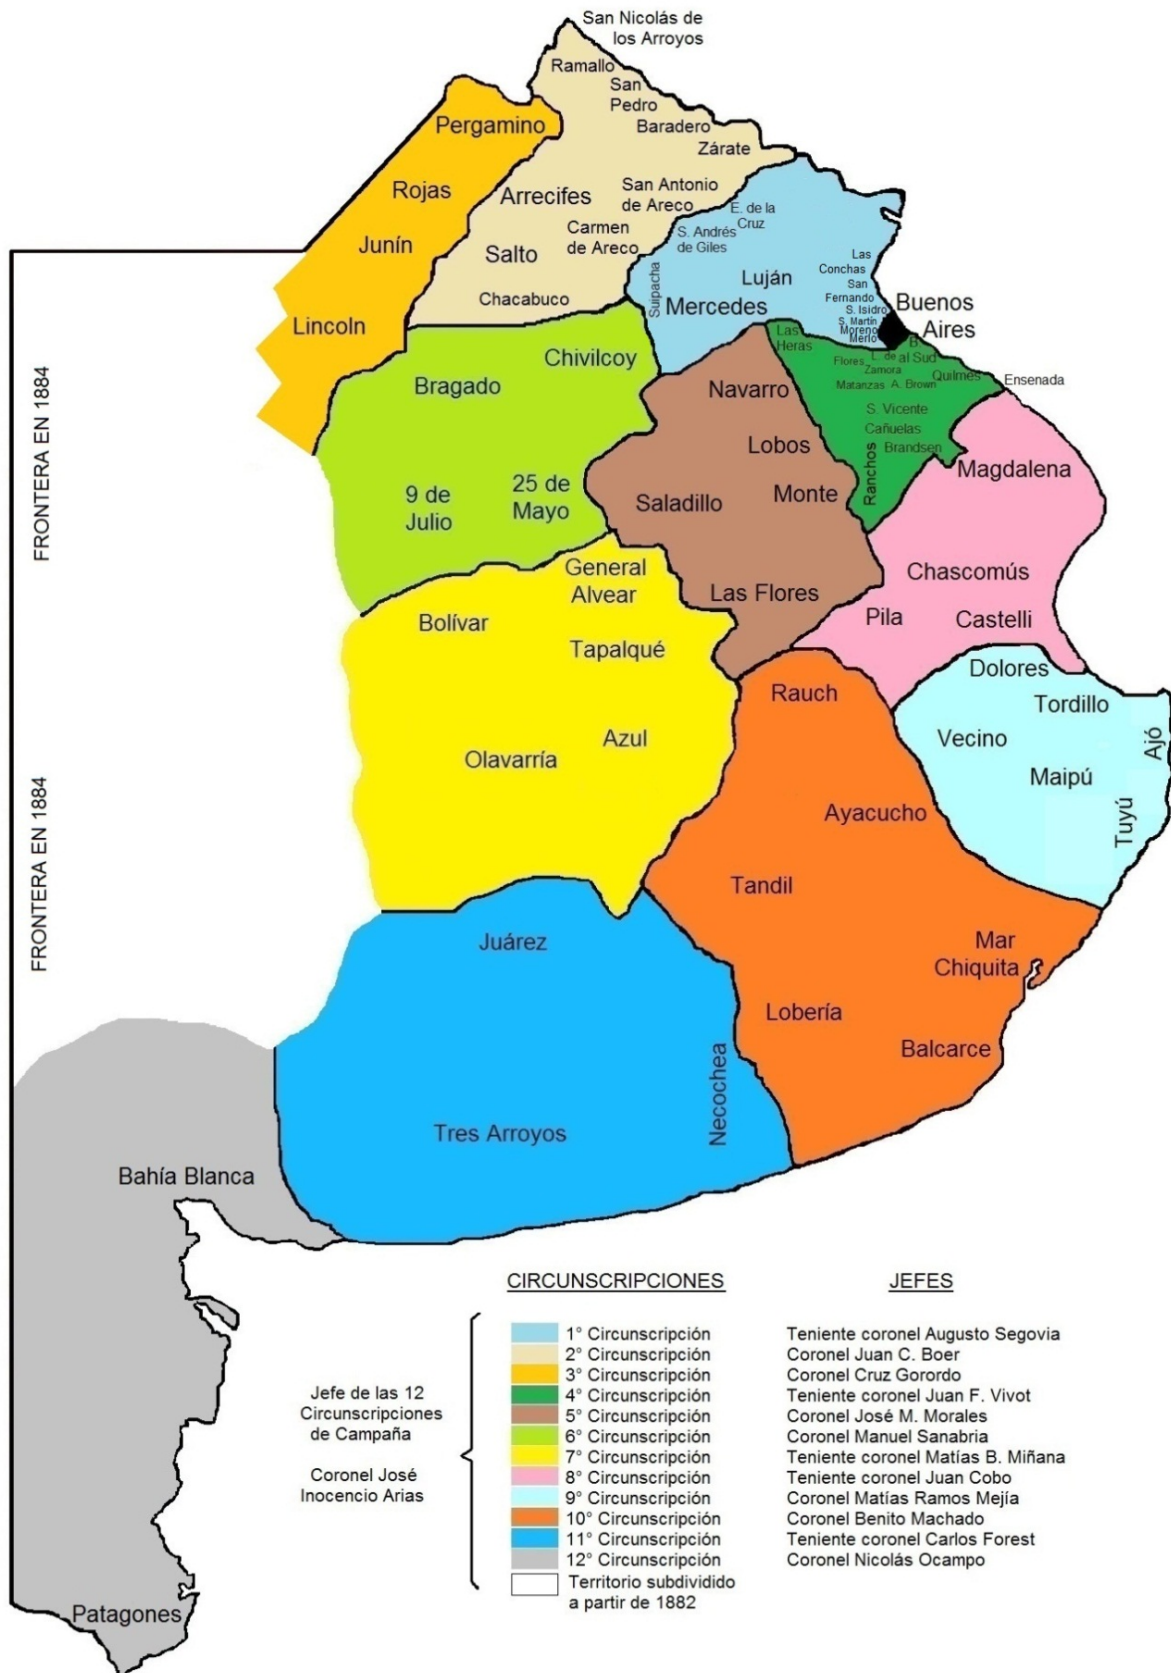 San Nicolás de
los Arroyos
Ramallo
San
Pedro
Baradero
Zárate
Pergamino
Rojas
Junín
Lincoln
Arrecifes
San Antonio
de Areco
Carmen
de Areco
Salto
Chacabuco
E. de la
Cruz
S. Andrés
de Giles
Suipacha
Luján
Mercedes
Las
Conchas
San
Fernando
S. Isidro
S. Martín
Moreno
Merlo
Buenos
Aires
Las
Heras
B.
al Sud
Flores
L. de
Zamora
Matanzas
A. Brown
Quilmes
Ensenada
S. Vicente
Cañuelas
Brandsen
Ranchos
Chivilcoy
Bragado
9 de
Julio
25 de
Mayo
Navarro
Lobos
Monte
Saladillo
Las Flores
Magdalena
Chascomús
Pila
Castelli
General
Alvear
Bolívar
Tapalqué
Azul
Olavarría
Dolores
Tordillo
Vecino
Maipú
Ajó
Tuyú
Rauch
Ayacucho
Tandil
Mar
Chiquita
Lobería
Balcarce
Juárez
Tres Arroyos
Necochea
Bahía Blanca
Patagones
FRONTERA EN 1884
FRONTERA EN 1884
CIRCUNSCRIPCIONES JEFES
1° Circunscripción Teniente coronel Augusto Segovia
2° Circunscripción Coronel Juan C. Boer
3° Circunscripción Coronel Cruz Gorordo
4° Circunscripción Teniente coronel Juan F. Vivot
5° Circunscripción Coronel José M. Morales
6° Circunscripción Coronel Manuel Sanabria
7° Circunscripción Teniente coronel Matías B. Miñana
8° Circunscripción Teniente coronel Juan Cobo
9° Circunscripción Coronel Matías Ramos Mejía
10° Circunscripción Coronel Benito Machado
11° Circunscripción Teniente coronel Carlos Forest
12° Circunscripción Coronel Nicolás Ocampo
Territorio subdividido
a partir de 1882
Jefe de las 12
Circunscripciones
de Campaña
Coronel José
Inocencio Arias